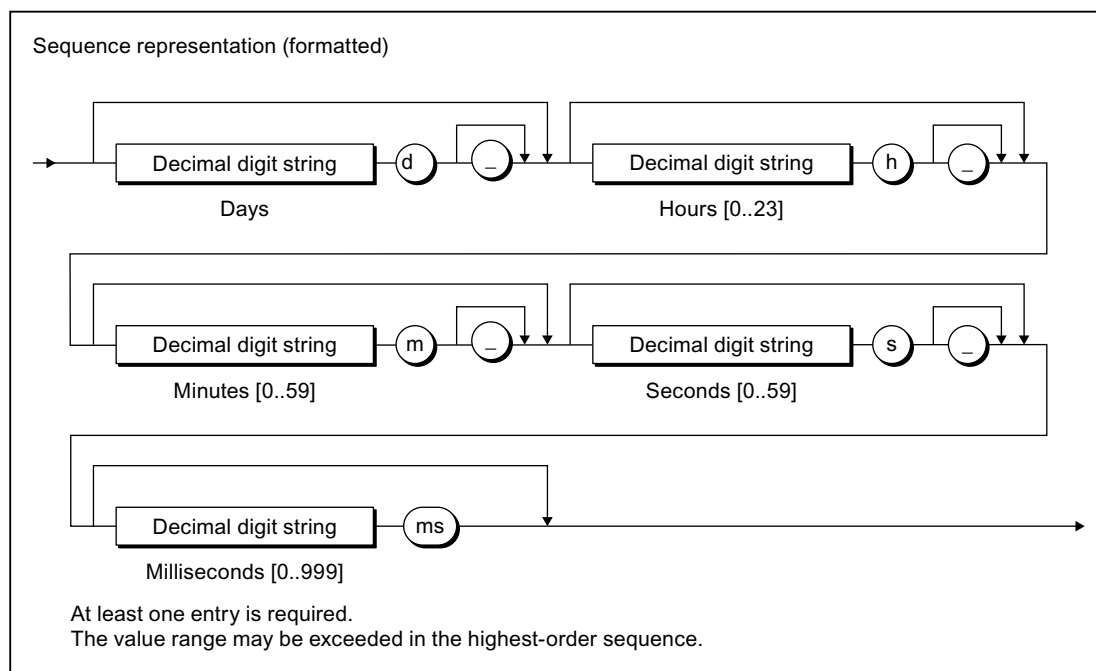 Sequence representation (formatted)
Decimal digit string d _ Decimal digit string h _
Days Hours [0..23]
Decimal digit string m _ Decimal digit string s _
Minutes [0..59] Seconds [0..59]
Decimal digit string ms
Milliseconds [0..999]
At least one entry is required.
The value range may be exceeded in the highest-order sequence.